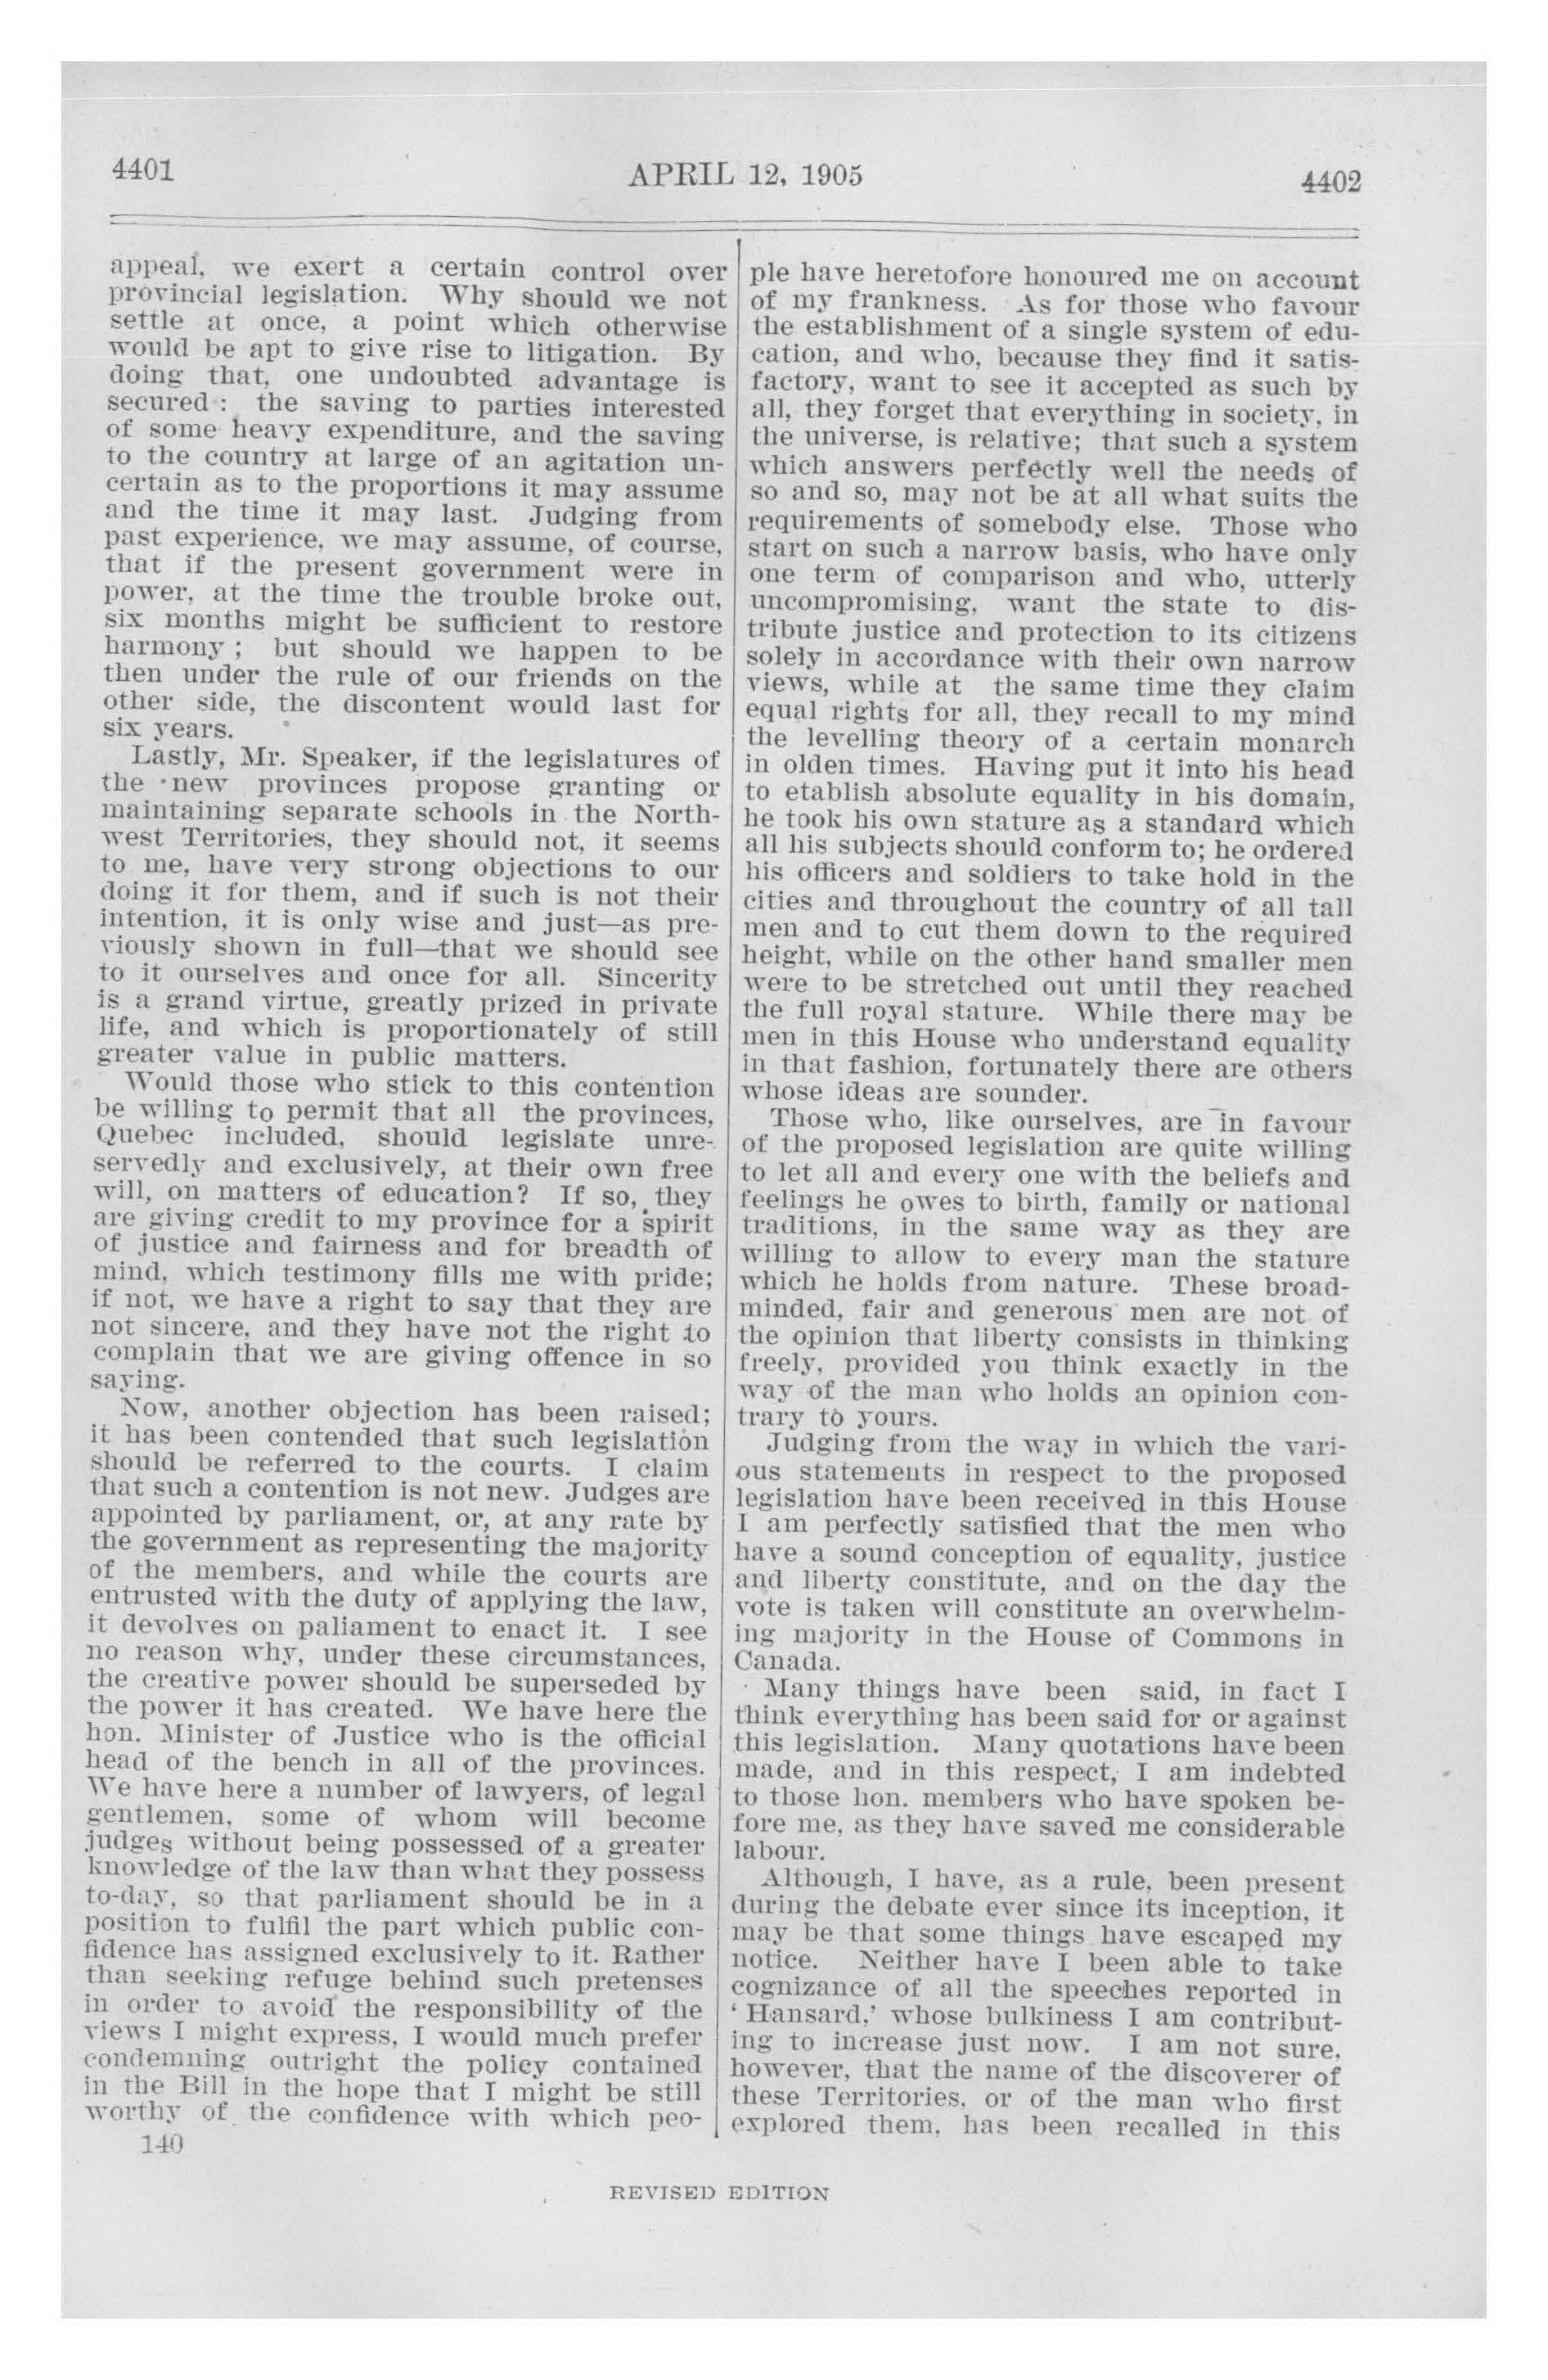 4401
APRIL 12, 1905
4402
appeal, we exert a certain control over
provincial legislation. Why should we not
settle at once, a point which otherwise
would be apt to give rise to litigation. By
doing that, one undoubted advantage is
secured : the saving to parties interested
of some heavy expenditure, and the saving
to the country at large of an agitation un-
certain as to the proportions it may assume
and the time it may last. Judging from
past experience, we may assume, of course,
that if the present government were in
power, at the time the trouble broke out,
six months might be sufficient to restore
harmony ; but should we happen to be
then under the rule of our friends on the
other side, the discontent would last for
six years.
Lastly, Mr. Speaker, if the legislatures of
the new provinces propose granting or
maintaining separate schools in the North-
west Territories, they should not, it seems
to me, have very strong objections to our
doing it for them, and if such is not their
intention, it is only wise and just—as pre-
viously shown in full—that we should see
to it ourselves and once for all. Sincerity
is a grand virtue, greatly prized in private
life, and which is proportionately of still
greater value in public matters.
Would those who stick to this contention
be willing to permit that all the provinces,
Quebec included, should legislate unre-
servedly and exclusively, at their own free
will, on matters of education? If so, they
are giving credit to my province for a spirit
of justice and fairness and for breadth of
mind, which testimony fills me with pride;
if not, we have a right to say that they are
not sincere, and they have not the right to
complain that we are giving offence in so
saying.
Now, another objection has been raised;
it has been contended that such legislation
should be referred to the courts. I claim
that such a contention is not new. Judges are
appointed by parliament, or, at any rate by
the government as representing the majority
of the members, and while the courts are
entrusted with the duty of applying the law,
it devolves on paliament to enact it. I see
no reason why, under these circumstances,
the creative power should be superseded by
the power it has created. We have here the
hon. Minister of Justice who is the official
head of the bench in all of the provinces.
We have here a number of lawyers, of legal
gentlemen, some of whom will become
judges without being possessed of a greater
knowledge of the law than what they possess
to-day, so that parliament should be in a
position to fulfil the part which public con-
fidence has assigned exclusively to it. Rather
than seeking refuge behind such pretenses
in order to avoid the responsibility of the
views I might express, I would much prefer
condemning outright the policy contained
in the Bill in the hope that I might be still
worthy of the confidence with which peo-
140
ple have heretofore honoured me on account
of my frankness. As for those who favour
the establishment of a single system of edu-
cation, and who, because they find it satis-
factory, want to see it accepted as such by
all, they forget that everything in society, in
the universe, is relative; that such a system
which answers perfectly well the needs of
so and so, may not be at all what suits the
requirements of somebody else. Those who
start on such a narrow basis, who have only
one term of comparison and who, utterly
uncompromising, want the state to dis-
tribute justice and protection to its citizens
solely in accordance with their own narrow
views, while at the same time they claim
equal rights for all, they recall to my mind
the levelling theory of a certain monarch
in olden times. Having put it into his head
to etablish absolute equality in his domain,
he took his own stature as a standard which
all his subjects should conform to; he ordered
his officers and soldiers to take hold in the
cities and throughout the country of all tall
men and to cut them down to the required
height, while on the other hand smaller men
were to be stretched out until they reached
the full royal stature. While there may be
men in this House who understand equality
in that fashion, fortunately there are others
whose ideas are sounder.
Those who, like ourselves, are in favour
of the proposed legislation are quite willing
to let all and every one with the beliefs and
feelings he owes to birth, family or national
traditions, in the same way as they are
willing to allow to every man the stature
which he holds from nature. These broad-
minded, fair and generous men are not of
the opinion that liberty consists in thinking
freely, provided you think exactly in the
way of the man who holds an opinion con-
trary to yours.
Judging from the way in which the vari-
ous statements in respect to the proposed
legislation have been received in this House
I am perfectly satisfied that the men who
have a sound conception of equality, justice
and liberty constitute, and on the day the
vote is taken will constitute an overwhelm-
ing majority in the House of Commons in
Canada.
Many things have been said, in fact I
think everything has been said for or against
this legislation. Many quotations have been
made, and in this respect, I am indebted
to those hon. members who have spoken be-
fore me, as they have saved me considerable
labour.
Although, I have, as a rule, been present
during the debate ever since its inception, it
may be that some things have escaped my
notice. Neither have I been able to take
cognizance of all the speeches reported in
' Hansard,' whose bulkiness I am contribut-
ing to increase just now. I am not sure,
however, that the name of the discoverer of
these Territories, or of the man who first
explored them, has been recalled in this
REVISED EDITION